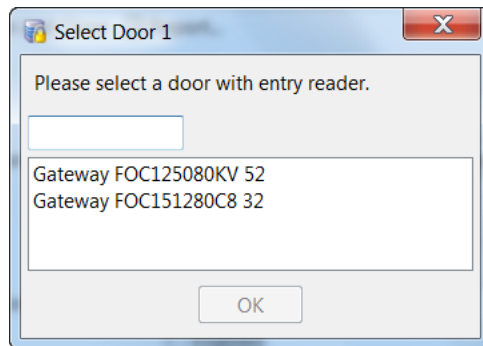 Select Door 1
Please select a door with entry reader.
Gateway FOC125080KV 52
Gateway FOC151280C8 32
OK